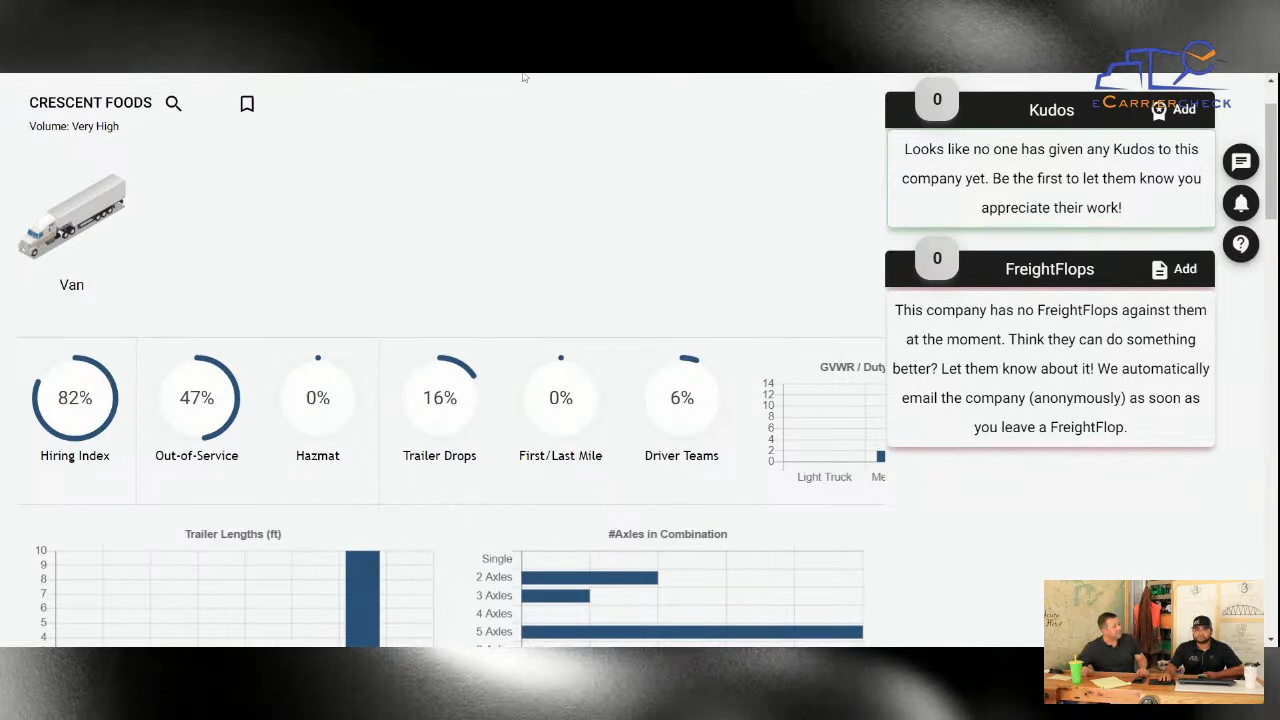 CRESCENT FOODS
Volume: Very High
Van
eCARRIERCHECK
0
Kudos
Add
Looks like no one has given any Kudos to this
company yet. Be the first to let them know you
appreciate their work!
0
FreightFlops
Add
This company has no FreightFlops against them
at the moment. Think they can do something
better? Let them know about it! We automatically
email the company (anonymously) as soon as
you leave a FreightFlop.
82%
Hiring Index
47%
Out-of-Service
0%
Hazmat
16%
Trailer Drops
0%
First/Last Mile
6%
Driver Teams
GVWR / Duty
14
12
10
8
6
4
2
0
Light Truck
Me
Trailer Lengths (ft)
10
9
8
7
6
5
4
#Axles in Combination
Single
2 Axles
3 Axles
4 Axles
5 Axles